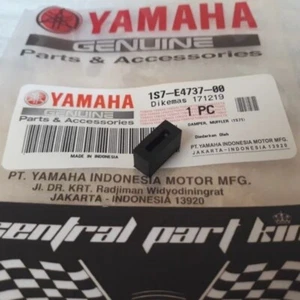 YAMAHA
GENUINE
Parts & Accessories
YAMAHA
GENUINE
Parts & Accessories
1S7-E4737-00
Dikemas 171219
1 PC
DAMPER, MUFFLER (1S7)
MADE IN INDONESIA
PT. YAMAHA INDONESIA MOTOR MFG.
JAKARTA - INDONESIA
PT. YAMAHA INDONESIA MOTOR MFG.
Jl. DR. KRT. Radjiman Widyodiningrat
JAKARTA - INDONESIA 13920
central part